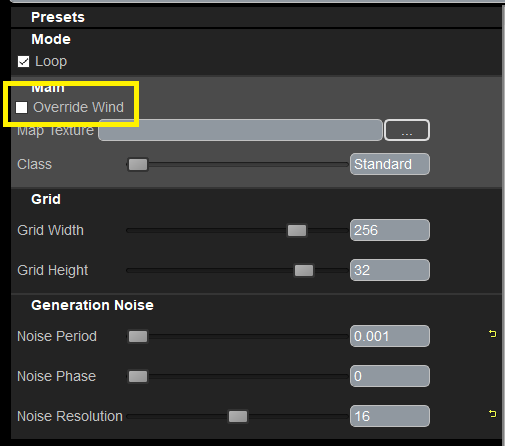 Presets
Mode
Loop
Main
Override Wind
Map Texture ...
Class Standard
Grid
Grid Width 256
Grid Height 32
Generation Noise
Noise Period 0.001
Noise Phase 0
Noise Resolution 16